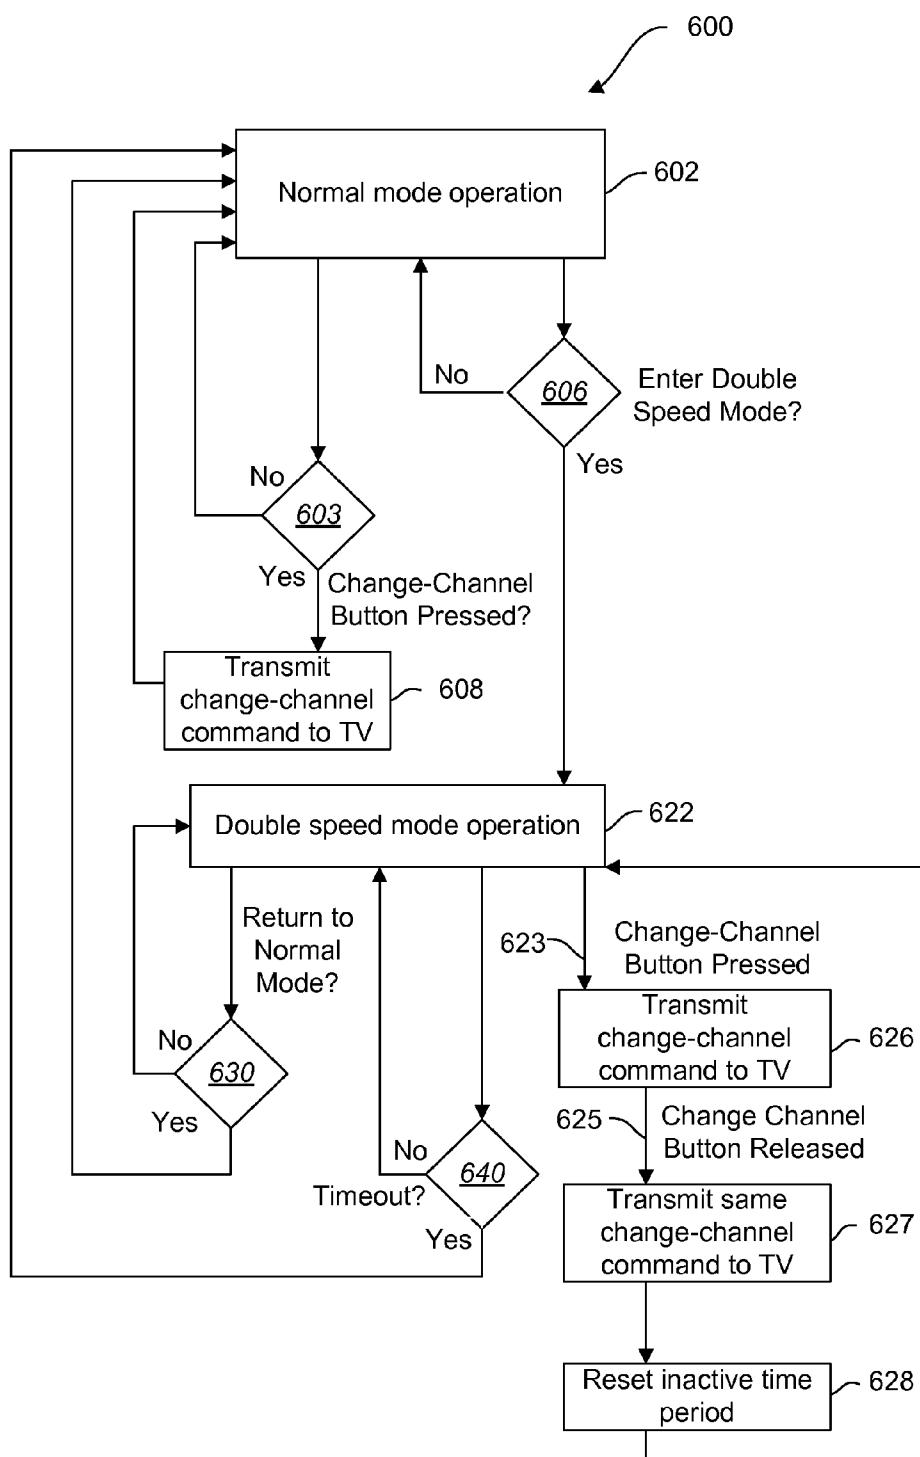 600
Normal mode operation
602
No
606
Enter Double
Speed Mode?
Yes
No
603
Yes
Change-Channel
Button Pressed?
Transmit
change-channel
command to TV
608
Double speed mode operation
622
Return to
Normal
Mode?
623
Change-Channel
Button Pressed
Transmit
change-channel
command to TV
626
No
630
Yes
625
Change Channel
Button Released
No
640
Timeout?
Yes
Transmit same
change-channel
command to TV
627
Reset inactive time
period
628